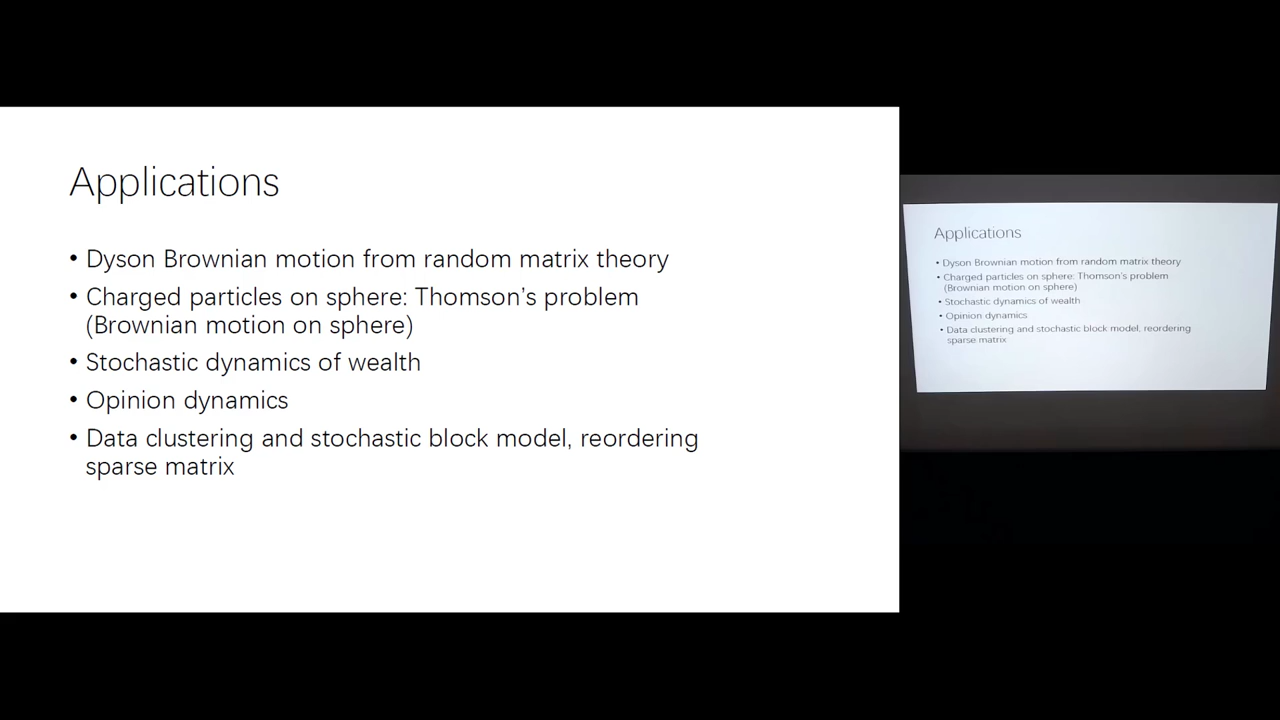 Applications
• Dyson Brownian motion from random matrix theory
• Charged particles on sphere: Thomson's problem
(Brownian motion on sphere)
• Stochastic dynamics of wealth
• Opinion dynamics
• Data clustering and stochastic block model, reordering
sparse matrix
Applications
• Dyson Brownian motion from random matrix theory
• Charged particles on sphere: Thomson's problem
(Brownian motion on sphere)
• Stochastic dynamics of wealth
• Opinion dynamics
• Data clustering and stochastic block model, reordering
sparse matrix